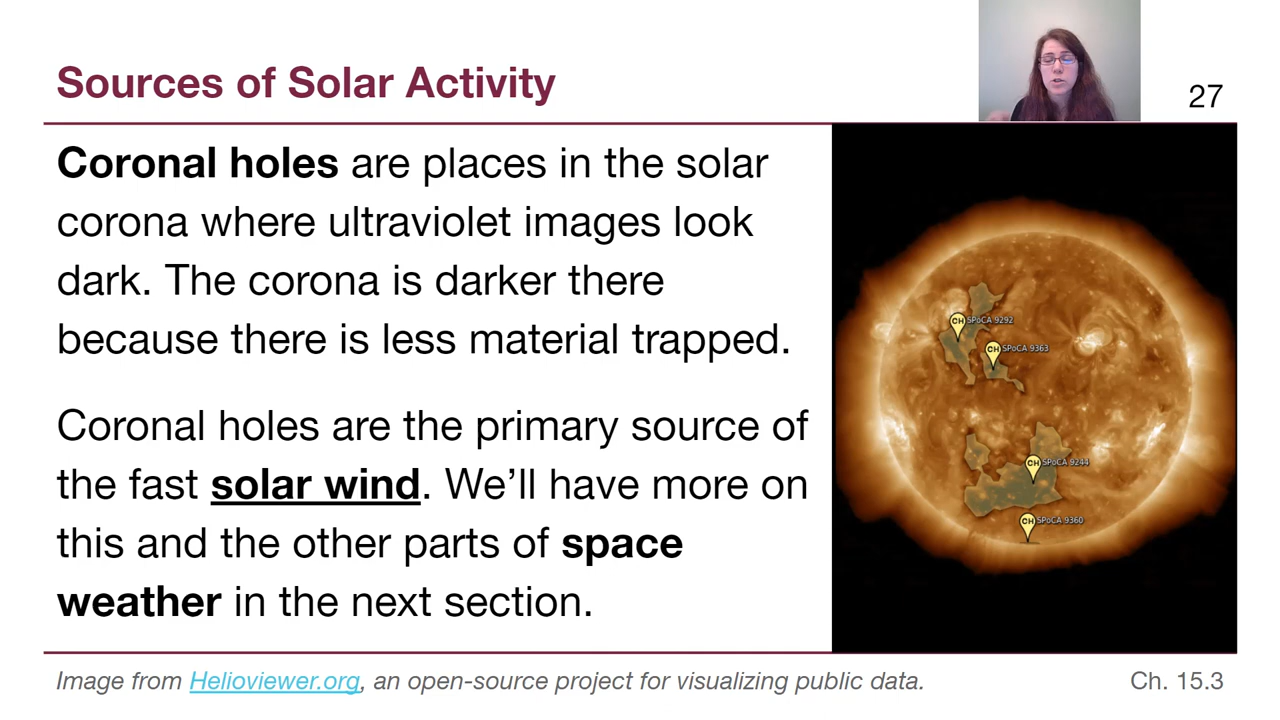 Sources of Solar Activity
27
Coronal holes are places in the solar
corona where ultraviolet images look
dark. The corona is darker there
because there is less material trapped.
Coronal holes are the primary source of
the fast solar wind. We’ll have more on
this and the other parts of space
weather in the next section.
CH SPoCA 9292
CH SPoCA 9363
CH SPoCA 9244
CH SPoCA 9360
Image from Helioviewer.org, an open-source project for visualizing public data.
Ch. 15.3